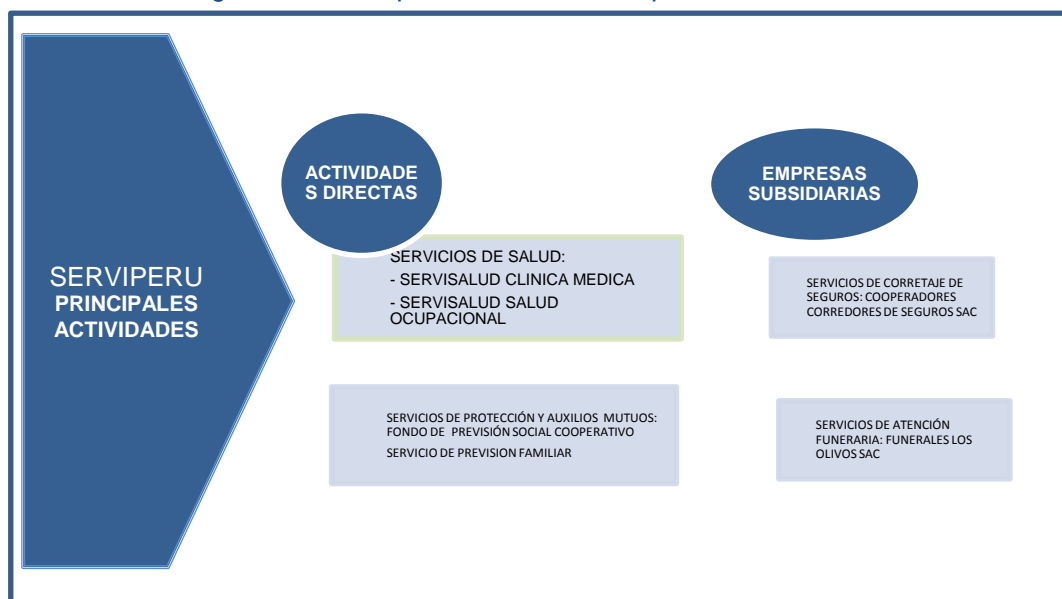 SERVIPERU
PRINCIPALES
ACTIVIDADES
ACTIVIDADE
S DIRECTAS
SERVICIOS DE SALUD:
- SERVISALUD CLINICA MEDICA
- SERVISALUD SALUD
OCUPACIONAL
SERVICIOS DE PROTECCIÓN Y AUXILIOS MUTUOS:
FONDO DE PREVISIÓN SOCIAL COOPERATIVO
SERVICIO DE PREVISION FAMILIAR
EMPRESAS
SUBSIDIARIAS
SERVICIOS DE CORRETAJE DE
SEGUROS: COOPERADORES
CORREDORES DE SEGUROS SAC
SERVICIOS DE ATENCIÓN
FUNERARIA: FUNERALES LOS
OLIVOS SAC